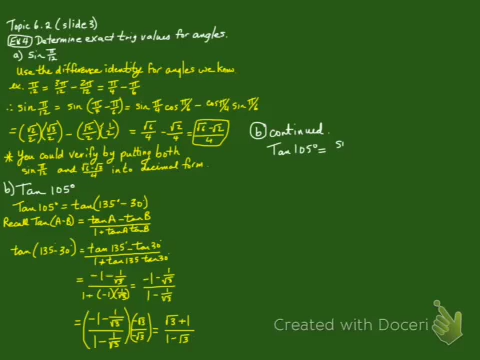 Topic 6.2 (slide 3)
Ex 4 Determine exact trig values for angles.
a) sin π/12
Use the difference identity for angles we know
ex. π/12 = 3π/12 − 2π/12 = π/4 − π/6
∴ sin π/12 = sin (π/4 − π/6) = sin π/4 cos π/6 − cos π/4 sin π/6
= (√2/2)(√3/2) − (√2/2)(1/2) = √6/4 − √2/4 = (√6 − √2)/4
* You could verify by putting both
sin π/12 and (√6−√2)/4 into decimal form.
b) Tan 105°
Tan 105° = tan (135° − 30)
Recall Tan (A−B) = (tan A − tan B)/(1 + tan A tan B)
tan (135−30) = (tan 135° − tan 30°)/(1 + tan 135 tan 30)
= (−1 − 1/√3)/(1 + (−1)(1/√3)) = (−1 − 1/√3)/(1 − 1/√3)
= ((−1 − 1/√3)/(1 − 1/√3)) (−√3/−√3) = (√3 + 1)/(1 − √3)
b) continued.
Tan 105° =
Created with Doceri